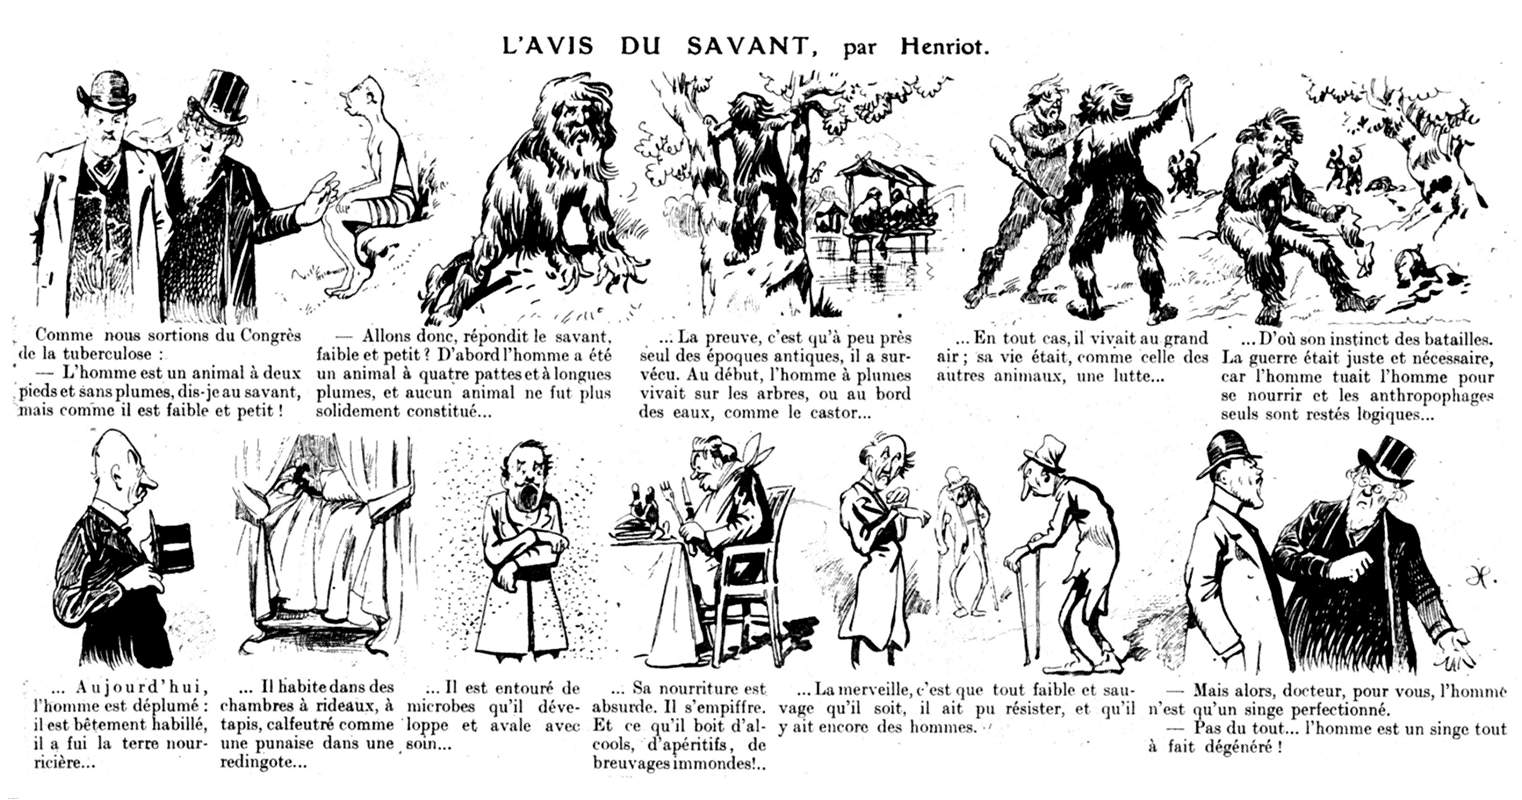 L'AVIS DU SAVANT, par Henriot.
Comme nous sortions du Congrès
de la tuberculose :
— L'homme est un animal à deux
pieds et sans plumes, dis-je au savant,
mais comme il est faible et petit !
— Allons donc, répondit le savant,
faible et petit ? D'abord l'homme a été
un animal à quatre pattes et à longues
plumes, et aucun animal ne fut plus
solidement constitué...
... La preuve, c'est qu'à peu près
seul des époques antiques, il a sur-
vécu. Au début, l'homme à plumes
vivait sur les arbres, ou au bord
des eaux, comme le castor...
... En tout cas, il vivait au grand
air ; sa vie était, comme celle des
autres animaux, une lutte...
... D'où son instinct des batailles.
La guerre était juste et nécessaire,
car l'homme tuait l'homme pour
se nourrir et les anthropophages
seuls sont restés logiques...
... Aujourd'hui,
l'homme est déplumé :
il est bêtement habillé,
il a fui la terre nour-
ricière...
... Il habite dans des
chambres à rideaux, à
tapis, calfeutré comme
une punaise dans une
redingote...
... Il est entouré de
microbes qu'il déve-
loppe et avale avec
soin...
... Sa nourriture est
absurde. Il s'empiffre.
Et ce qu'il boit d'al-
cools, d'apéritifs, de
breuvages immondes!..
... La merveille, c'est que tout faible et sau-
vage qu'il soit, il ait pu résister, et qu'il
y ait encore des hommes.
— Mais alors, docteur, pour vous, l'homme
n'est qu'un singe perfectionné.
— Pas du tout... l'homme est un singe tout
à fait dégénéré !
H.